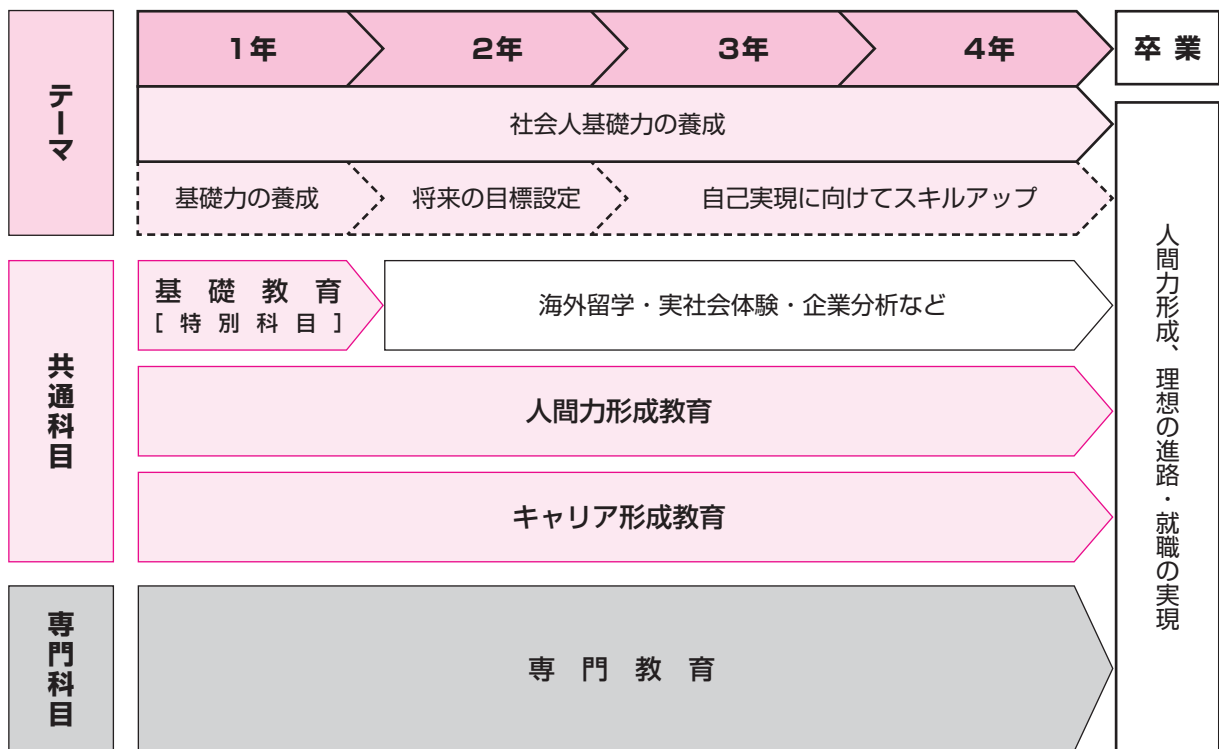 テーマ
1年
2年
3年
4年
卒業
社会人基礎力の養成
基礎力の養成
将来の目標設定
自己実現に向けてスキルアップ
共通科目
基礎教育
[特別科目]
海外留学・実社会体験・企業分析など
人間力形成教育
キャリア形成教育
専門科目
専門教育
人間力形成、理想の進路・就職の実現